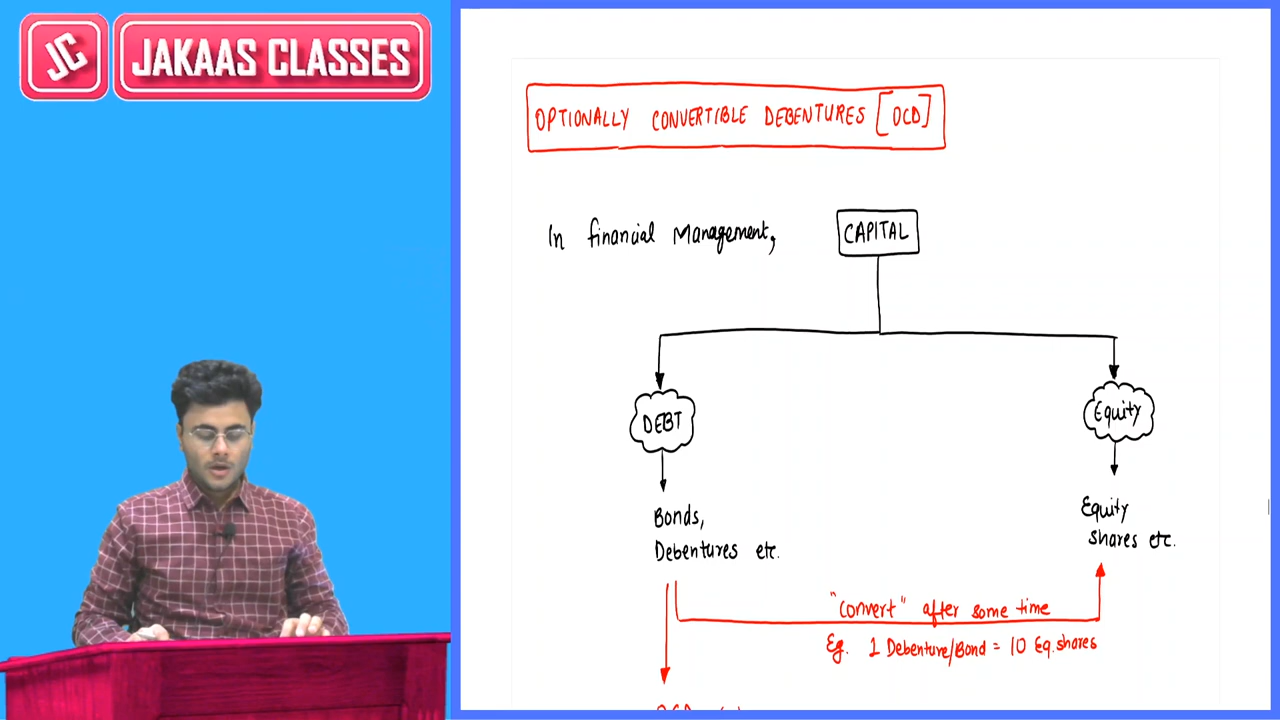 JC
JAKAAS CLASSES
OPTIONALLY CONVERTIBLE DEBENTURES [OCD]
In financial Management,
CAPITAL
DEBT
Equity
Bonds,
Debentures etc.
Equity
shares etc.
"convert" after some time
Eg. 1 Debenture/Bond = 10 Eq. shares